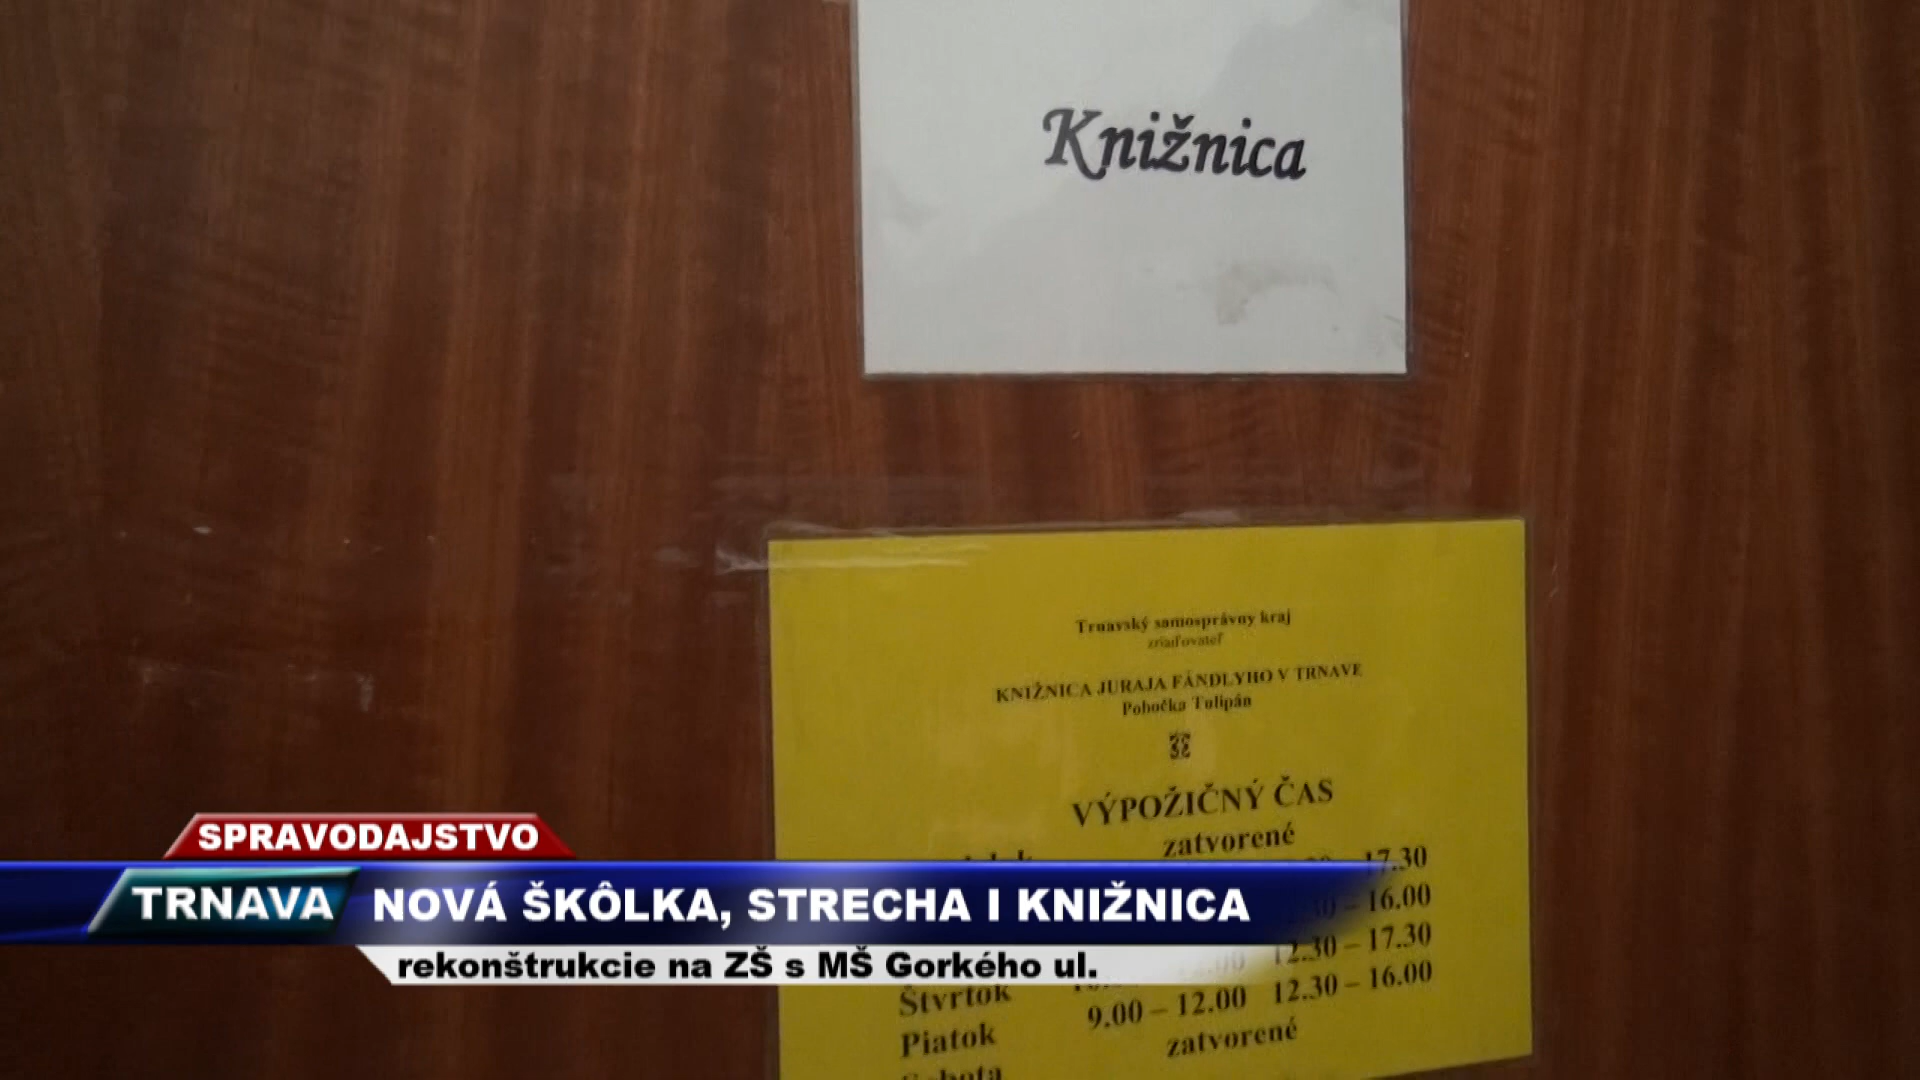 Knižnica
Trnavský samosprávny kraj
zriaďovateľ
KNIŽNICA JURAJA FÁNDLYHO V TRNAVE
Pobočka Tulipán
VÝPOŽIČNÝ ČAS
zatvorené
17.30
– 16.00
12.30 – 17.30
Štvrtok
9.00 – 12.00 12.30 – 16.00
Piatok
zatvorené
Sobota
SPRAVODAJSTVO
TRNAVA NOVÁ ŠKÔLKA, STRECHA I KNIŽNICA
rekonštrukcie na ZŠ s MŠ Gorkého ul.